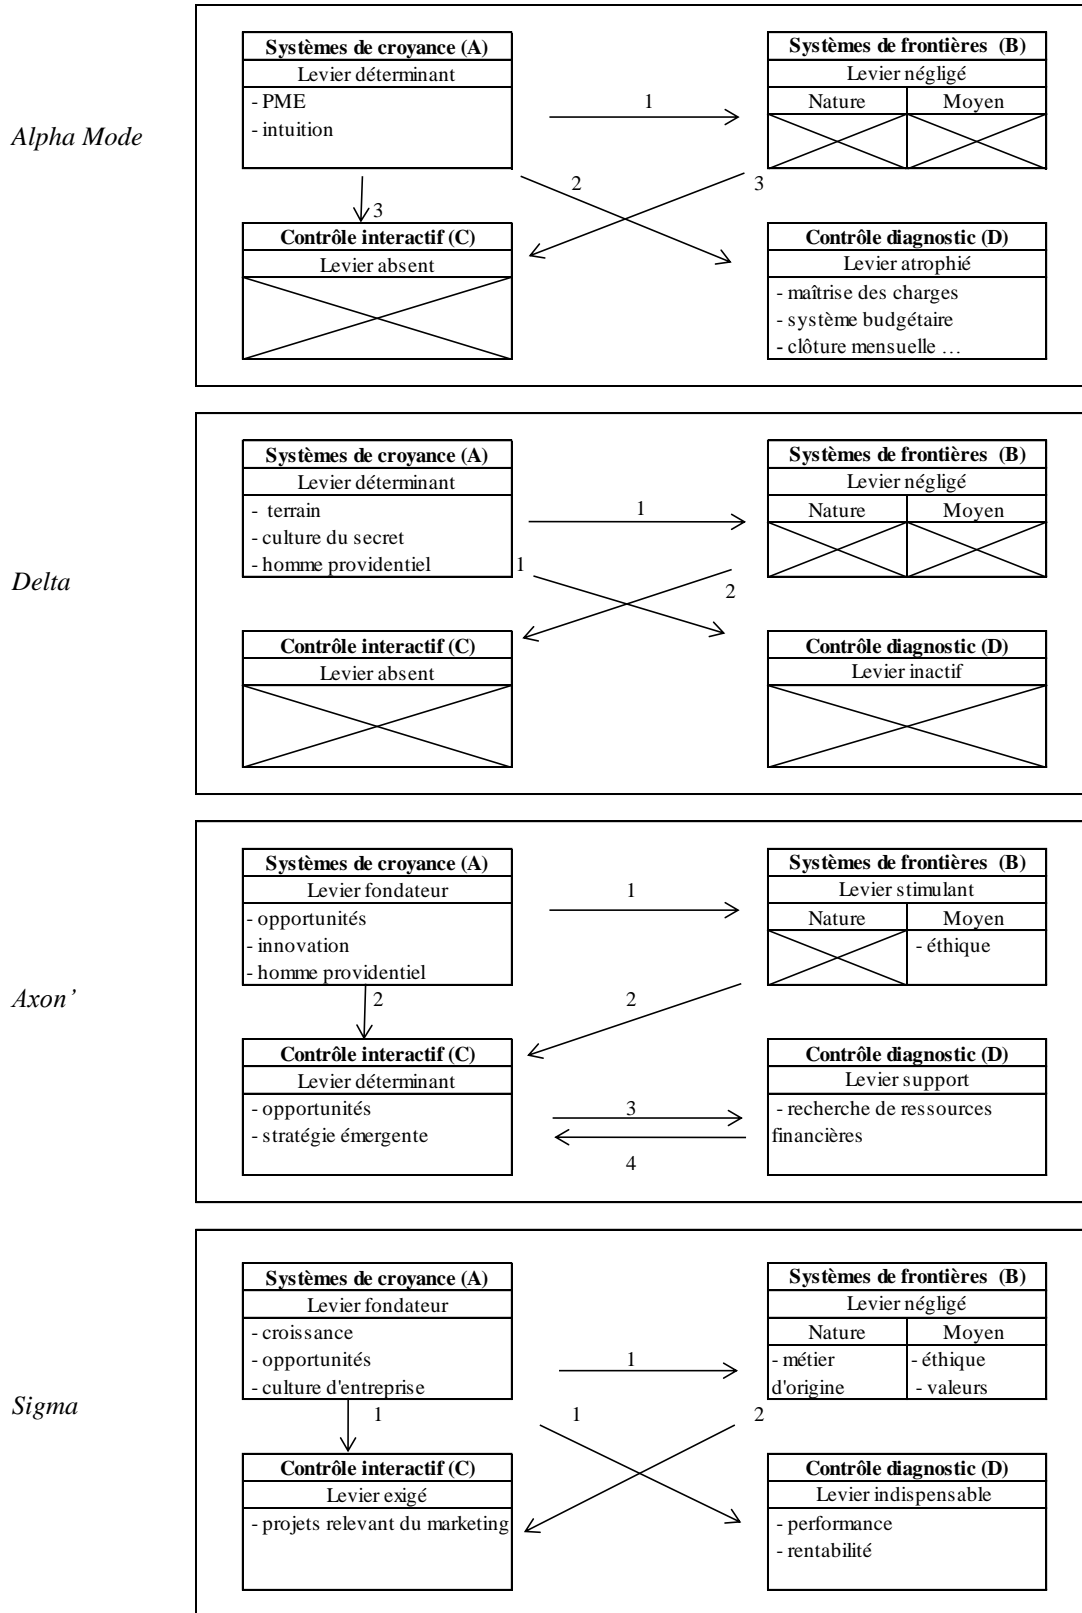 Alpha Mode
Systèmes de croyance (A)
Levier déterminant
- PME
- intuition
1
Systèmes de frontières (B)
Levier négligé
Nature
Moyen
2
3
3
Contrôle interactif (C)
Levier absent
Contrôle diagnostic (D)
Levier atrophié
- maîtrise des charges
- système budgétaire
- clôture mensuelle …
Delta
Systèmes de croyance (A)
Levier déterminant
- terrain
- culture du secret
- homme providentiel
1
Systèmes de frontières (B)
Levier négligé
Nature
Moyen
1
2
Contrôle interactif (C)
Levier absent
Contrôle diagnostic (D)
Levier inactif
Axon’
Systèmes de croyance (A)
Levier fondateur
- opportunités
- innovation
- homme providentiel
1
Systèmes de frontières (B)
Levier stimulant
Nature
Moyen
- éthique
2
2
Contrôle interactif (C)
Levier déterminant
- opportunités
- stratégie émergente
3
4
Contrôle diagnostic (D)
Levier support
- recherche de ressources
financières
Sigma
Systèmes de croyance (A)
Levier fondateur
- croissance
- opportunités
- culture d'entreprise
1
Systèmes de frontières (B)
Levier négligé
Nature
Moyen
- métier
d'origine
- éthique
- valeurs
1
1
2
Contrôle interactif (C)
Levier exigé
- projets relevant du marketing
Contrôle diagnostic (D)
Levier indispensable
- performance
- rentabilité